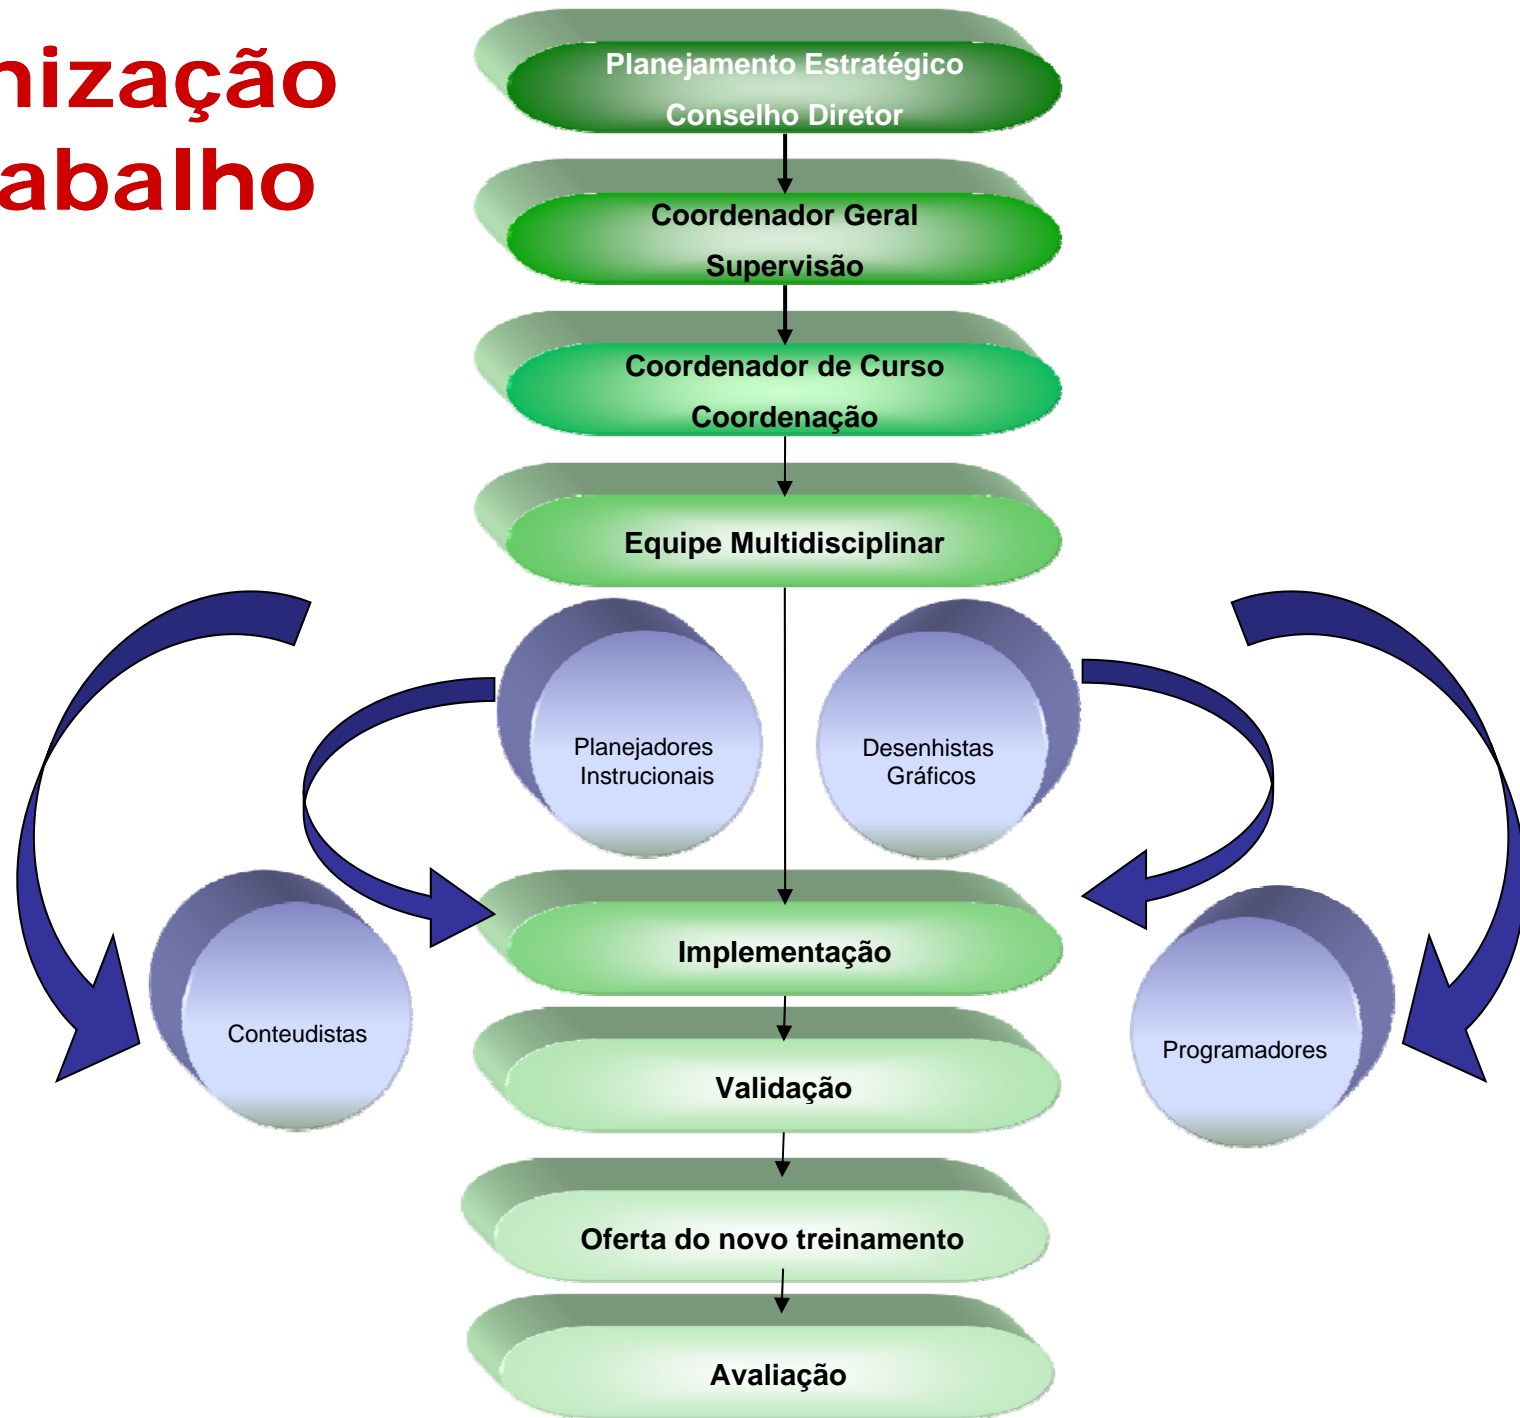 nização
abalho
Planejamento Estratégico
Conselho Diretor
Coordenador Geral
Supervisão
Coordenador de Curso
Coordenação
Equipe Multidisciplinar
Planejadores
Instrucionais
Desenhistas
Gráficos
Implementação
Conteudistas
Programadores
Validação
Oferta do novo treinamento
Avaliação